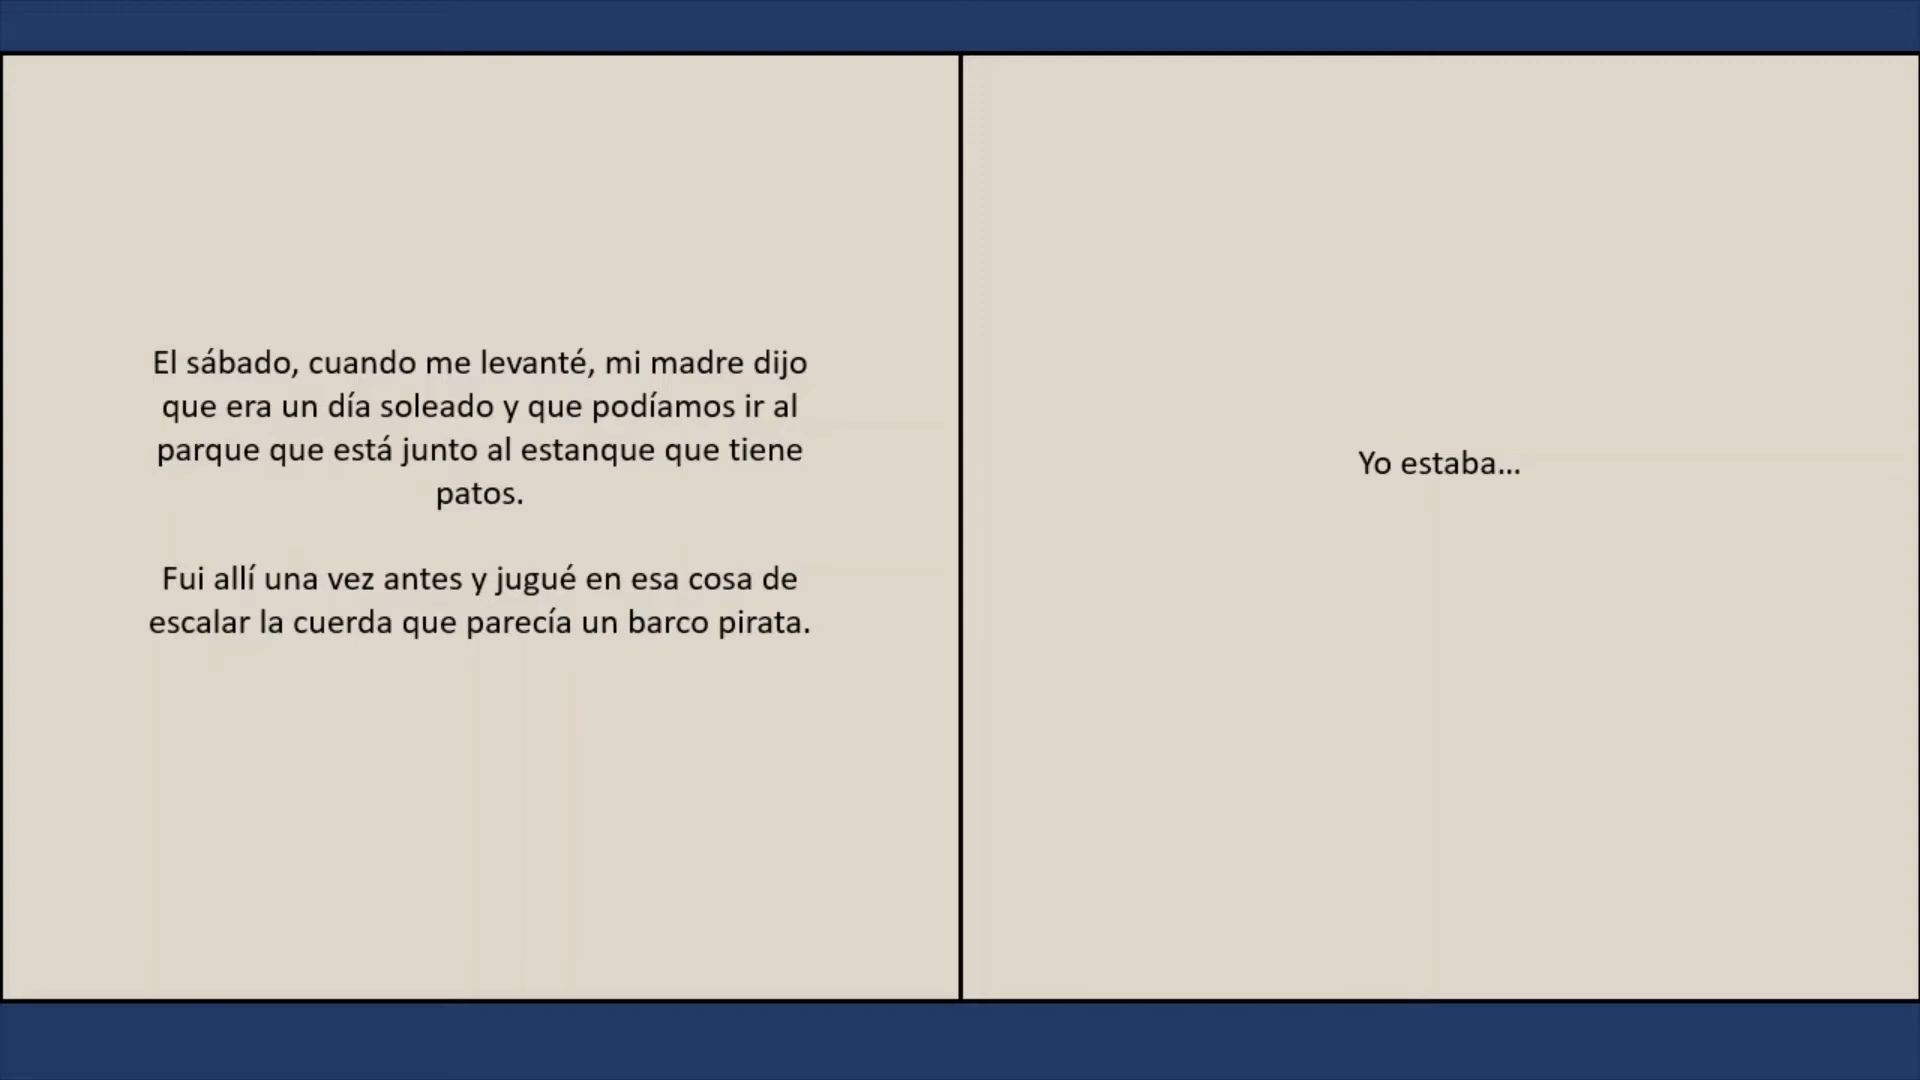 El sábado, cuando me levanté, mi madre dijo
que era un día soleado y que podíamos ir al
parque que está junto al estanque que tiene
patos.
Fui allí una vez antes y jugué en esa cosa de
escalar la cuerda que parecía un barco pirata.
Yo estaba...